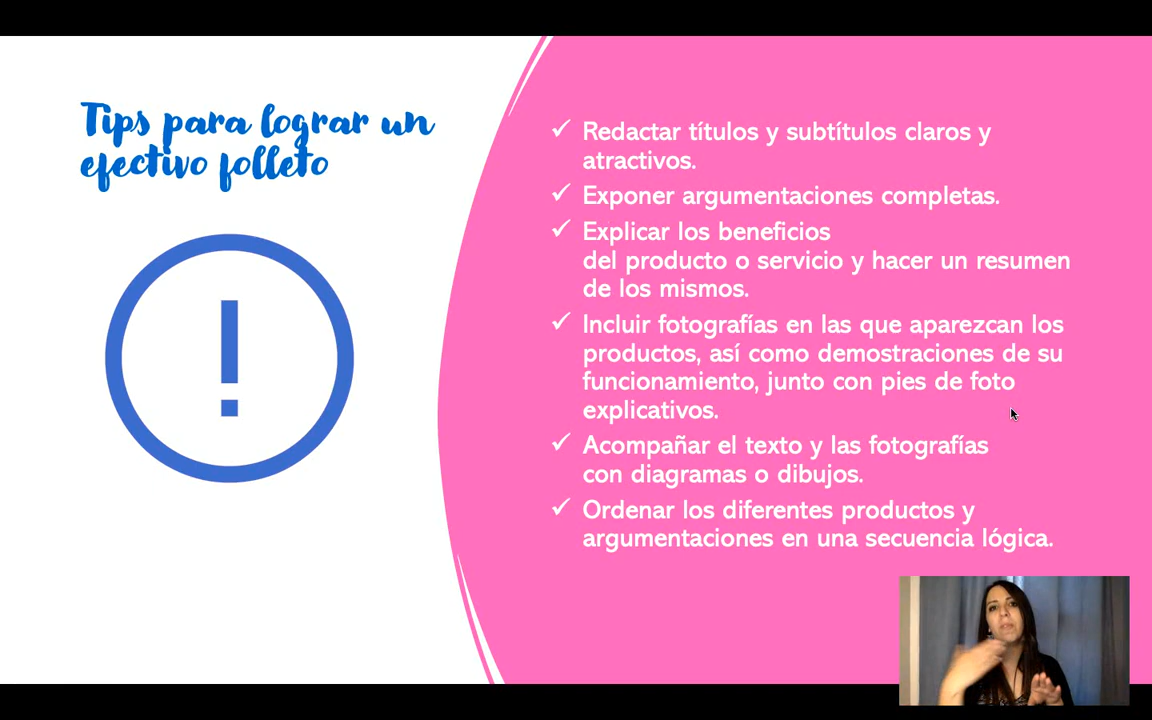 Tips para lograr un
efectivo folleto
!
Redactar títulos y subtítulos claros y
atractivos.
Exponer argumentaciones completas.
Explicar los beneficios
del producto o servicio y hacer un resumen
de los mismos.
Incluir fotografías en las que aparezcan los
productos, así como demostraciones de su
funcionamiento, junto con pies de foto
explicativos.
Acompañar el texto y las fotografías
con diagramas o dibujos.
Ordenar los diferentes productos y
argumentaciones en una secuencia lógica.